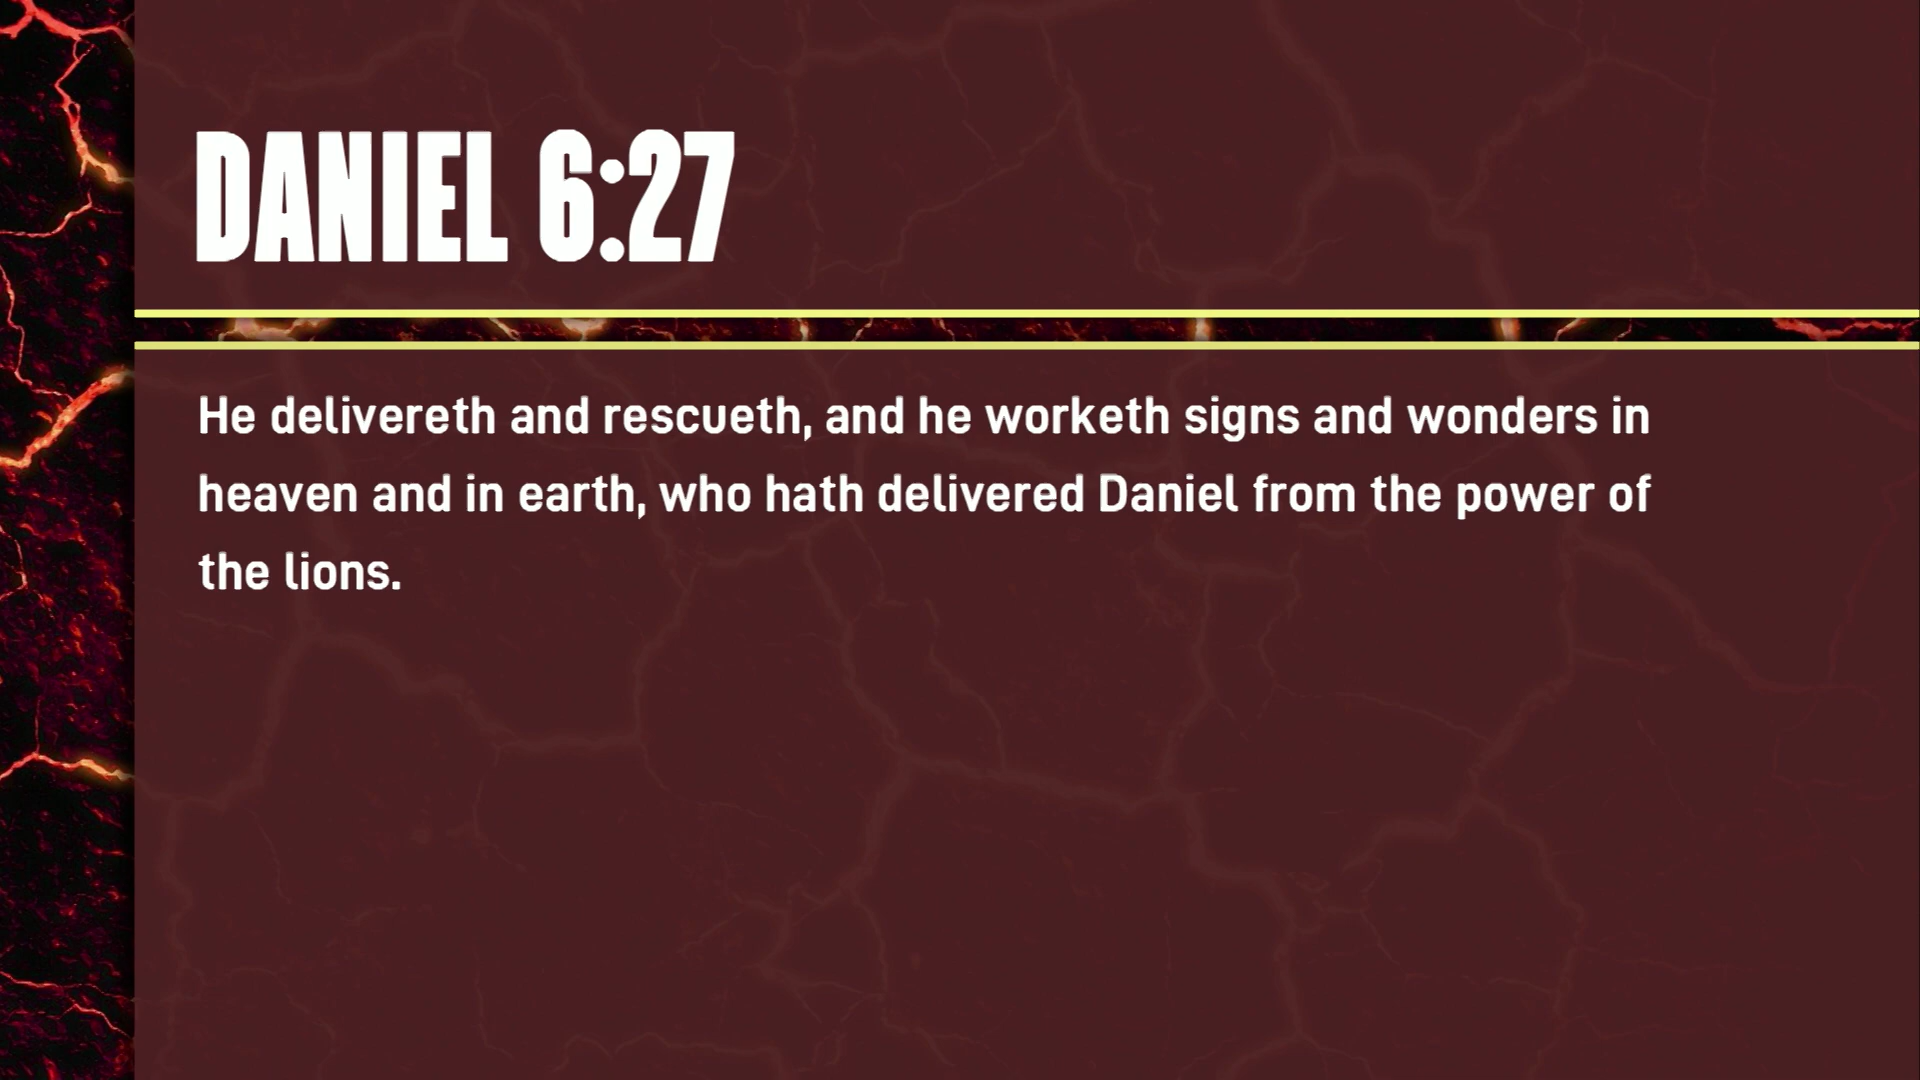 DANIEL 6:27
He delivereth and rescueth, and he worketh signs and wonders in
heaven and in earth, who hath delivered Daniel from the power of
the lions.